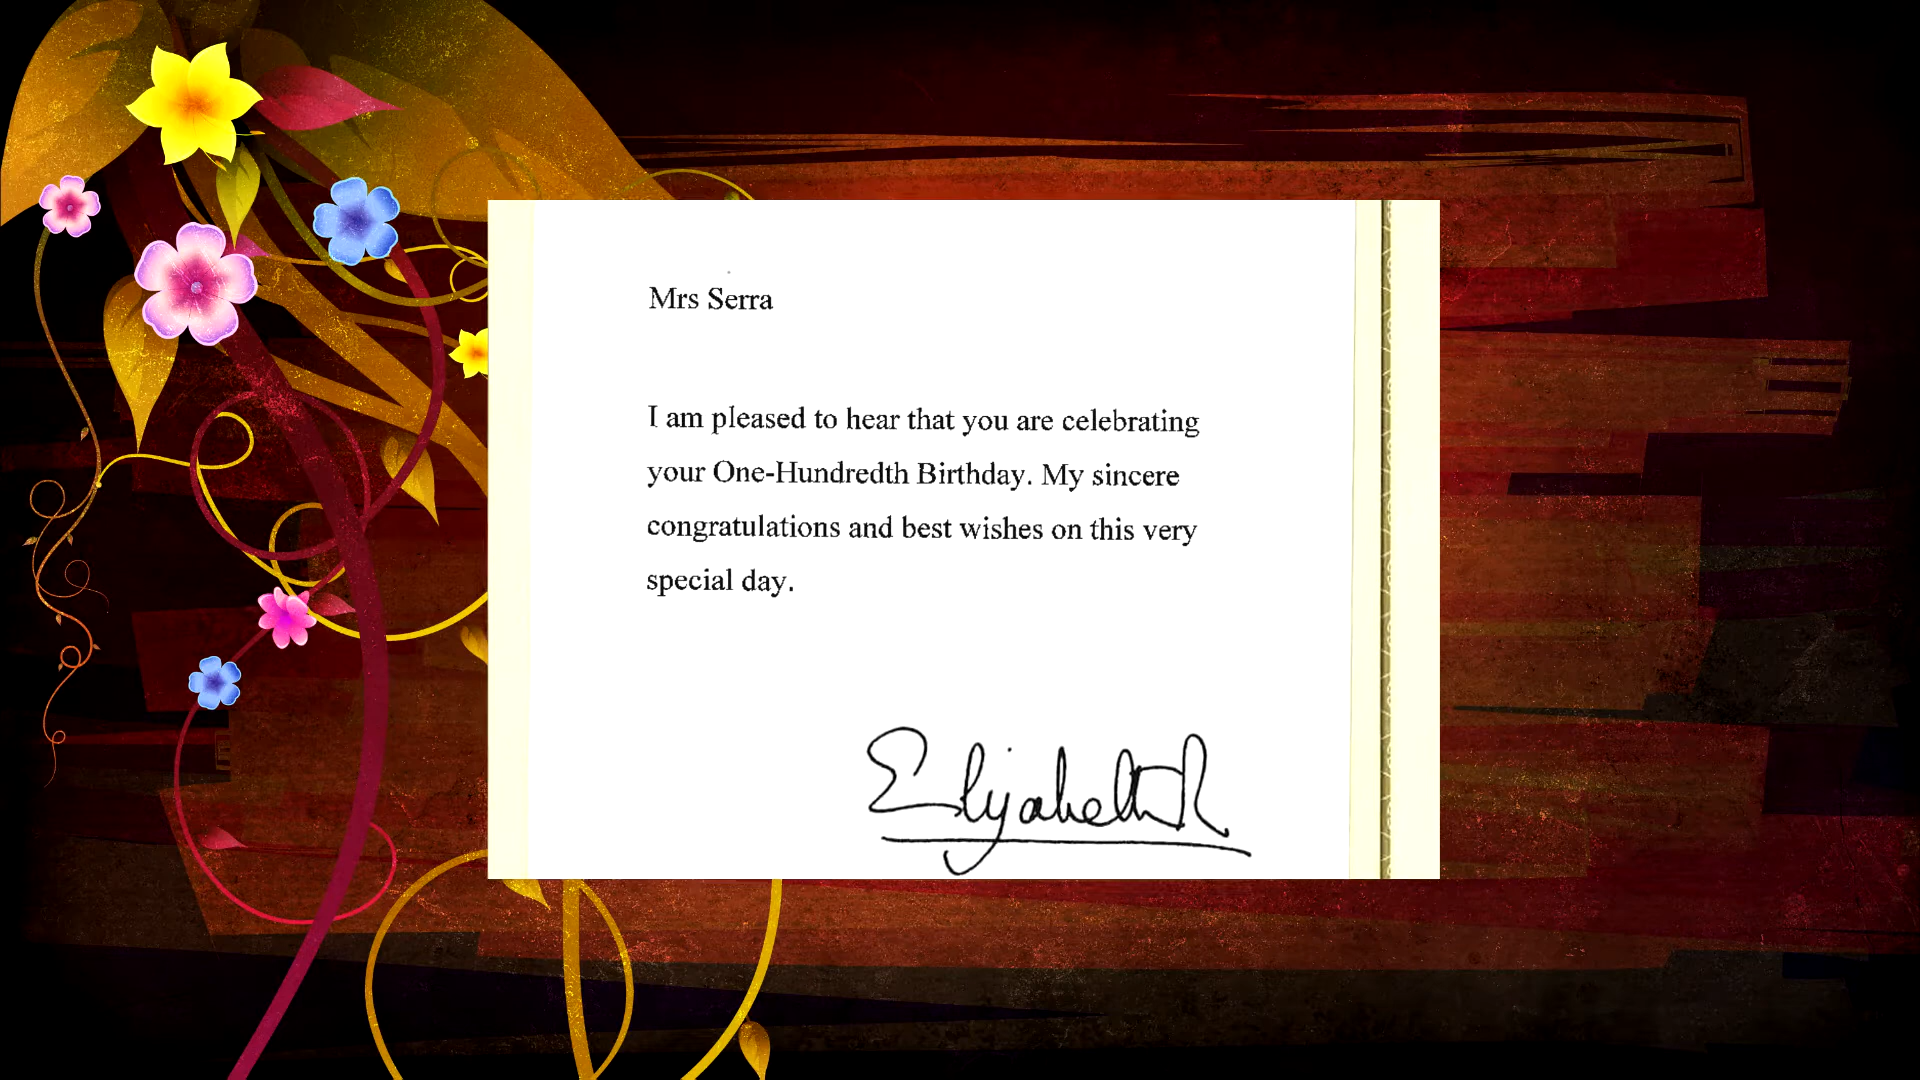 Mrs Serra
I am pleased to hear that you are celebrating
your One-Hundredth Birthday. My sincere
congratulations and best wishes on this very
special day.
Elizabeth R